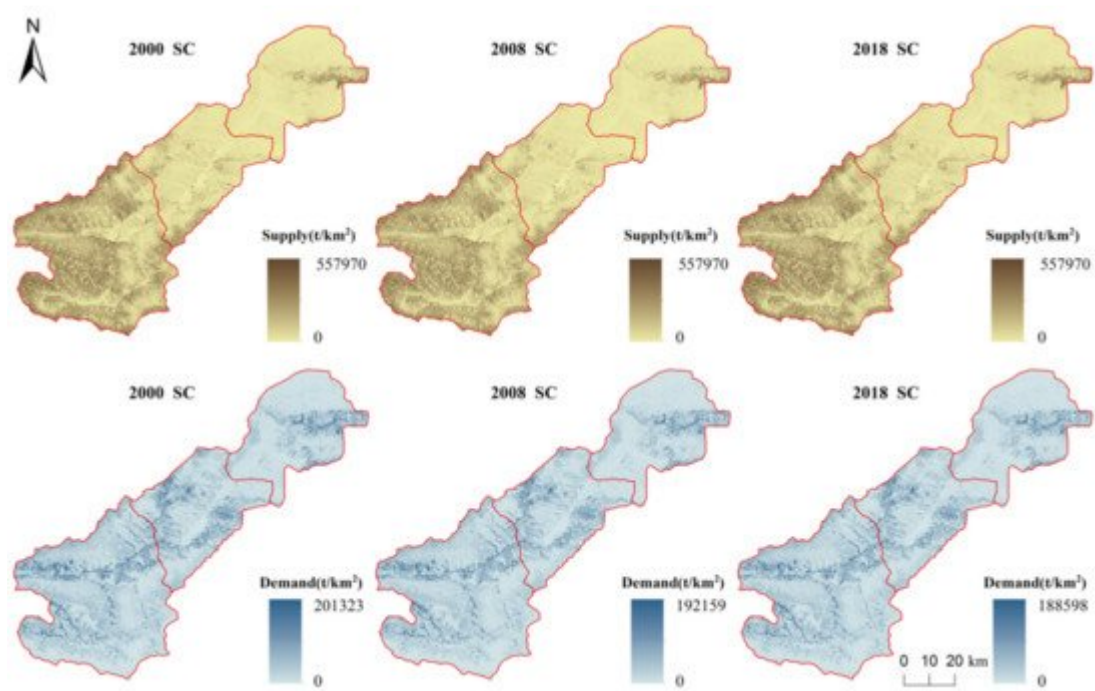 N
2000 SC
2008 SC
2018 SC
Supply(t/km²)
557970
0
Supply(t/km²)
557970
0
Supply(t/km²)
557970
0
2000 SC
2008 SC
2018 SC
Demand(t/km²)
201323
0
Demand(t/km²)
192159
0
Demand(t/km²)
188598
0
0 10 20 km